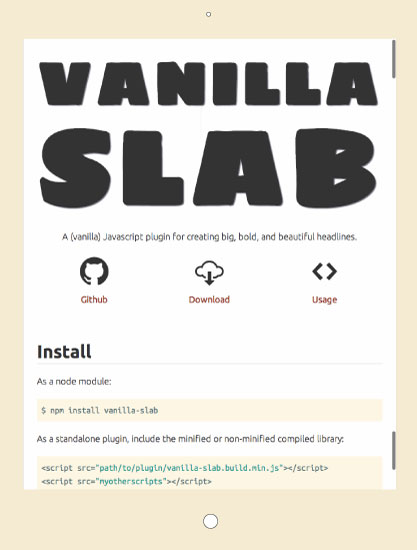 VANILLA
SLAB
A (vanilla) Javascript plugin for creating big, bold, and beautiful headlines.
Github
Download
Usage
Install
As a node module:
$ npm install vanilla-slab
As a standalone plugin, include the minified or non-minified compiled library:
<script src="path/to/plugin/vanilla-slab.build.min.js"></script>
<script src="myotherscripts"></script>